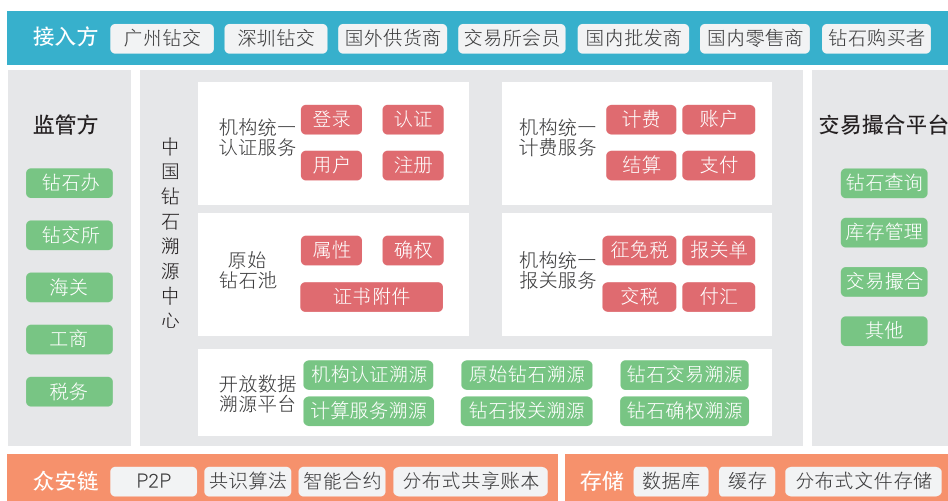 接入方 广州钻交 深圳钻交 国外供货商 交易所会员 国内批发商 国内零售商 钻石购买者
监管方
钻石办
钻交所
海关
工商
税务
中国钻石溯源中心
机构统一
认证服务
登录 认证
用户 注册
机构统一
计费服务
计费 账户
结算 支付
原始
钻石池
属性 确权
证书附件
机构统一
报关服务
征免税 报关单
交税 付汇
开放数据
溯源平台
机构认证溯源 原始钻石溯源 钻石交易溯源
计算服务溯源 钻石报关溯源 钻石确权溯源
交易撮合平台
钻石查询
库存管理
交易撮合
其他
众安链 P2P 共识算法 智能合约 分布式共享账本
存储 数据库 缓存 分布式文件存储